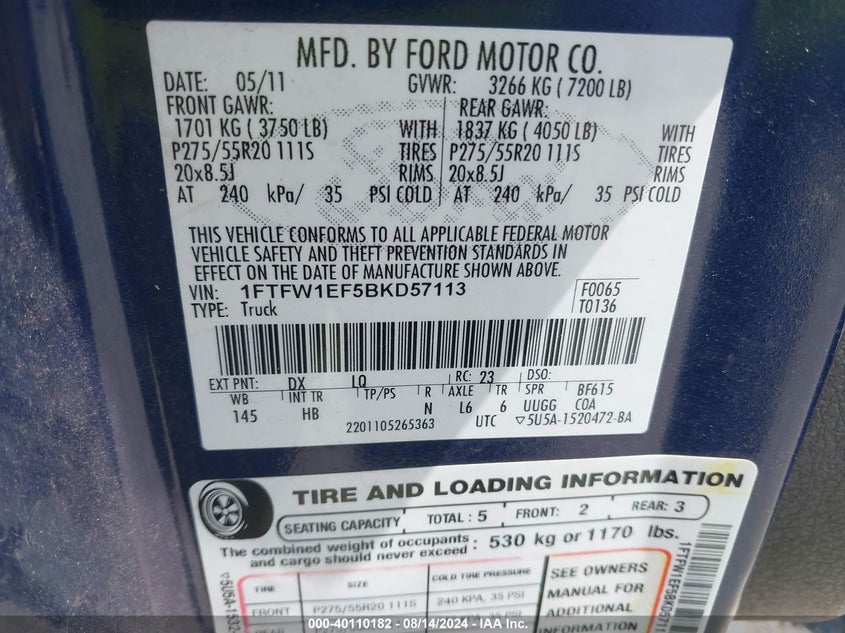 MFD. BY FORD MOTOR CO.
DATE: 05/11 GVWR: 3266 KG ( 7200 LB)
FRONT GAWR: REAR GAWR:
1701 KG ( 3750 LB) WITH 1837 KG ( 4050 LB) WITH
P275/55R20 111S TIRES P275/55R20 111S TIRES
20x8.5J RIMS 20x8.5J RIMS
AT 240 kPa/ 35 PSI COLD AT 240 kPa/ 35 PSI COLD
THIS VEHICLE CONFORMS TO ALL APPLICABLE FEDERAL MOTOR
VEHICLE SAFETY AND THEFT PREVENTION STANDARDS IN
EFFECT ON THE DATE OF MANUFACTURE SHOWN ABOVE.
VIN: 1FTFW1EF5BKD57113 F0065
TYPE: Truck T0136
EXT PNT: DX LQ RC: 23 DSO:
WB INT TR TP/PS R AXLE TR SPR BF615
145 HB N L6 6 UUGG COA
2201105265363 UTC ▽5U5A-1520472-BA
TIRE AND LOADING INFORMATION
SEATING CAPACITY TOTAL : 5 FRONT: 2 REAR: 3
The combined weight of occupants
and cargo should never exceed : 530 kg or 1170 lbs.
TIRE SIZE COLD TIRE PRESSURE SEE OWNERS
FRONT P275/55R20 111S 240 KPA, 35 PSI MANUAL FOR
ADDITIONAL
INFORMATION
800-40110182 - 08/14/2024 - COPYRIGHT IAA, LLC.